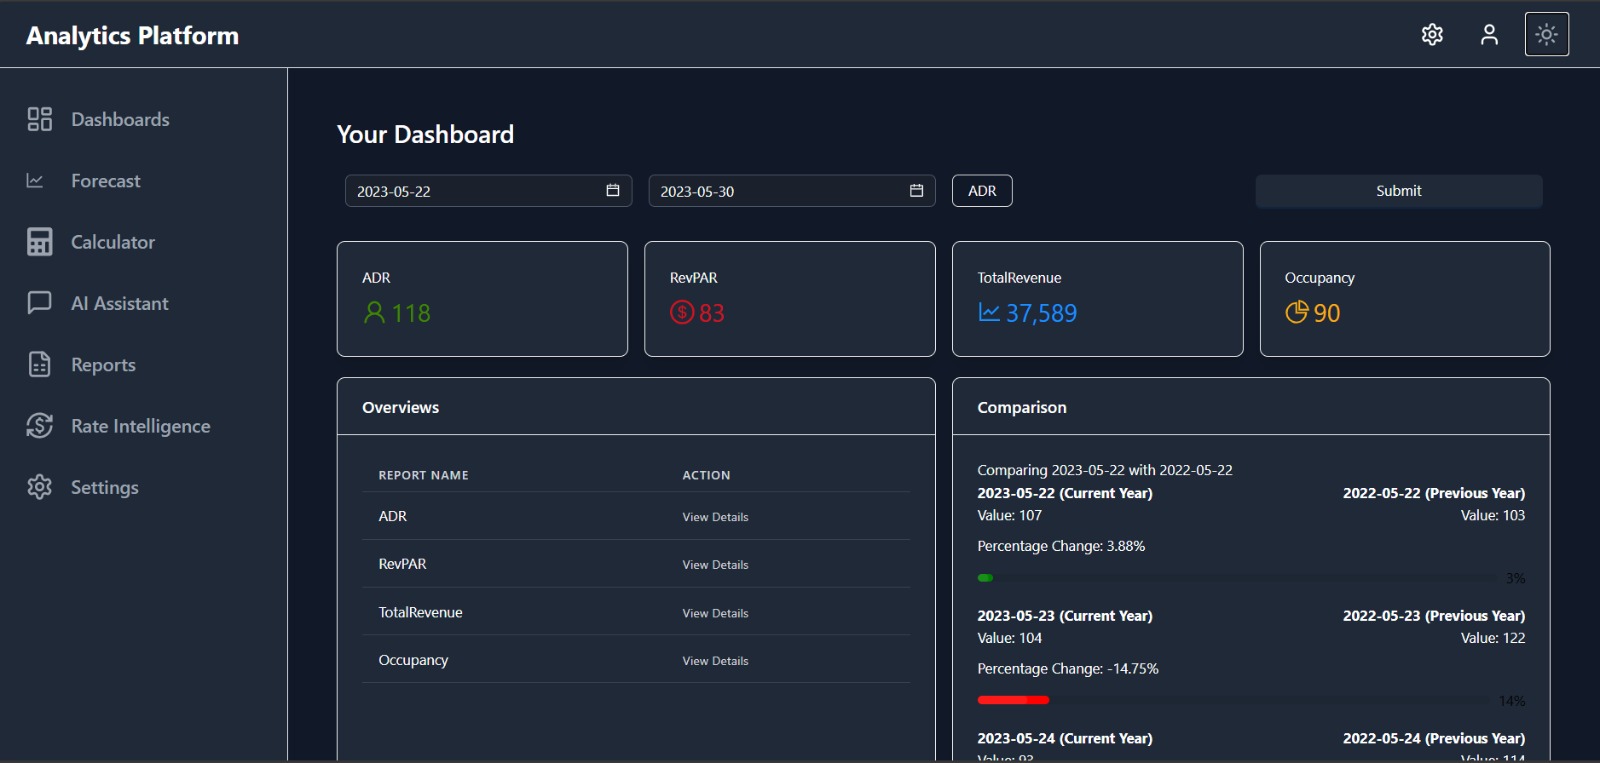 Analytics Platform
Dashboards
Forecast
Calculator
AI Assistant
Reports
Rate Intelligence
Settings
Your Dashboard
2023-05-22
2023-05-30
ADR
Submit
ADR
118
RevPAR
83
TotalRevenue
37,589
Occupancy
90
Overviews
REPORT NAME ACTION
ADR View Details
RevPAR View Details
TotalRevenue View Details
Occupancy View Details
Comparison
Comparing 2023-05-22 with 2022-05-22
2023-05-22 (Current Year) 2022-05-22 (Previous Year)
Value: 107 Value: 103
Percentage Change: 3.88%
3%
2023-05-23 (Current Year) 2022-05-23 (Previous Year)
Value: 104 Value: 122
Percentage Change: -14.75%
14%
2023-05-24 (Current Year) 2022-05-24 (Previous Year)
Value: 93 Value: 114